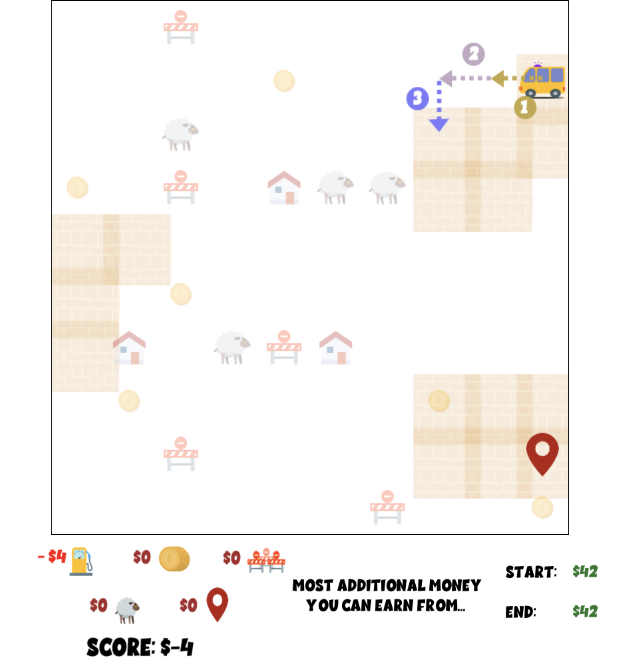 2
3
1
- $4 $0 $0
$0 $0
MOST ADDITIONAL MONEY
YOU CAN EARN FROM...
START: $42
END: $42
SCORE: $-4